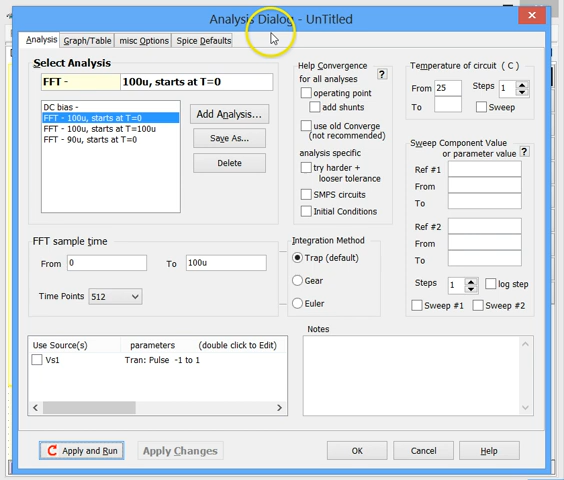 Analysis Dialog - UnTitled
Analysis
Graph/Table
misc Options
Spice Defaults
Select Analysis
FFT -
100u, starts at T=0
DC bias -
FFT - 100u, starts at T=0
FFT - 100u, starts at T=100u
FFT - 90u, starts at T=0
Add Analysis...
Save As...
Delete
Help Convergence
for all analyses
?
operating point
add shunts
use old Converge
(not recommended)
analysis specific
try harder +
looser tolerance
SMPS circuits
Initial Conditions
Temperature of circuit ( C )
From 25
To
Steps 1
Sweep
Sweep Component Value
or parameter value
?
Ref #1
From
To
Ref #2
From
To
Steps 1
log step
Sweep #1
Sweep #2
FFT sample time
From 0
To 100u
Time Points 512
Integration Method
Trap (default)
Gear
Euler
Use Source(s) parameters (double click to Edit)
Vs1 Tran: Pulse -1 to 1
Notes
Apply and Run
Apply Changes
OK
Cancel
Help